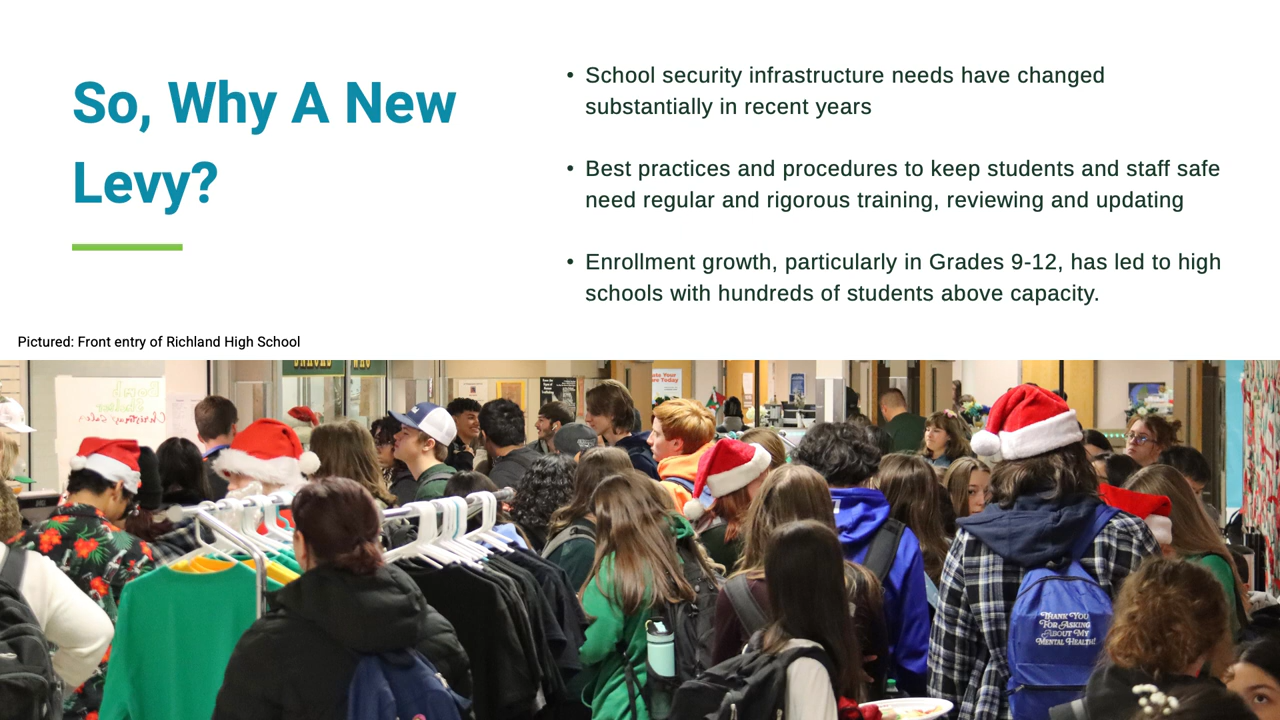 So, Why A New
Levy?
• School security infrastructure needs have changed
substantially in recent years
• Best practices and procedures to keep students and staff safe
need regular and rigorous training, reviewing and updating
• Enrollment growth, particularly in Grades 9-12, has led to high
schools with hundreds of students above capacity.
Pictured: Front entry of Richland High School
THANK YOU
FOR ASKING
ABOUT MY
MENTAL HEALTH!